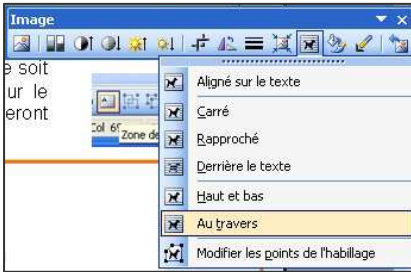 Image
e soit
ur le
eront
Col 6
Zone de
Aligné sur le texte
Carré
Rapproché
Derrière le texte
Haut et bas
Au travers
Modifier les points de l'habillage